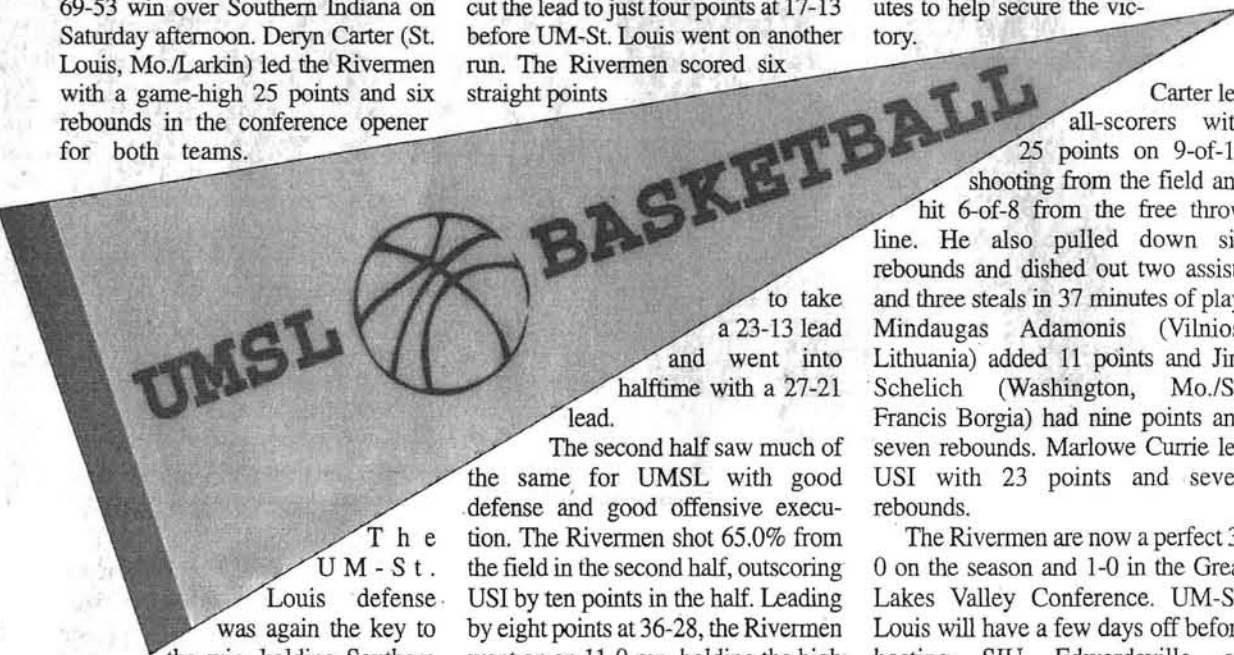 69-53 win over Southern Indiana on
Saturday afternoon. Deryn Carter (St.
Louis, Mo./Larkin) led the Rivermen
with a game-high 25 points and six
rebounds in the conference opener
for both teams.
The
UM-St.
Louis defense
was again the key to
cut the lead to just four points at 17-13
before UM-St. Louis went on another
run. The Rivermen scored six
straight points
to take
a 23-13 lead
and went into
halftime with a 27-21
lead.
The second half saw much of
the same for UMSL with good
defense and good offensive execu-
tion. The Rivermen shot 65.0% from
the field in the second half, outscoring
USI by ten points in the half. Leading
by eight points at 36-28, the Rivermen
utes to help secure the vic-
tory.
Carter
all-scorers
25 points on
shooting from the field
hit 6-of-8 from the free
line. He also pulled down
rebounds and dished out two
and three steals in 37 minutes of
Mindaugas Adamonis
Lithuania) added 11 points and
Schelich (Washington,
Francis Borgia) had nine points
seven rebounds. Marlowe Currie
USI with 23 points and
rebounds.
The Rivermen are now a perfect
0 on the season and 1-0 in the
Lakes Valley Conference.
Louis will have a few days off
UMSL BASKETBALL